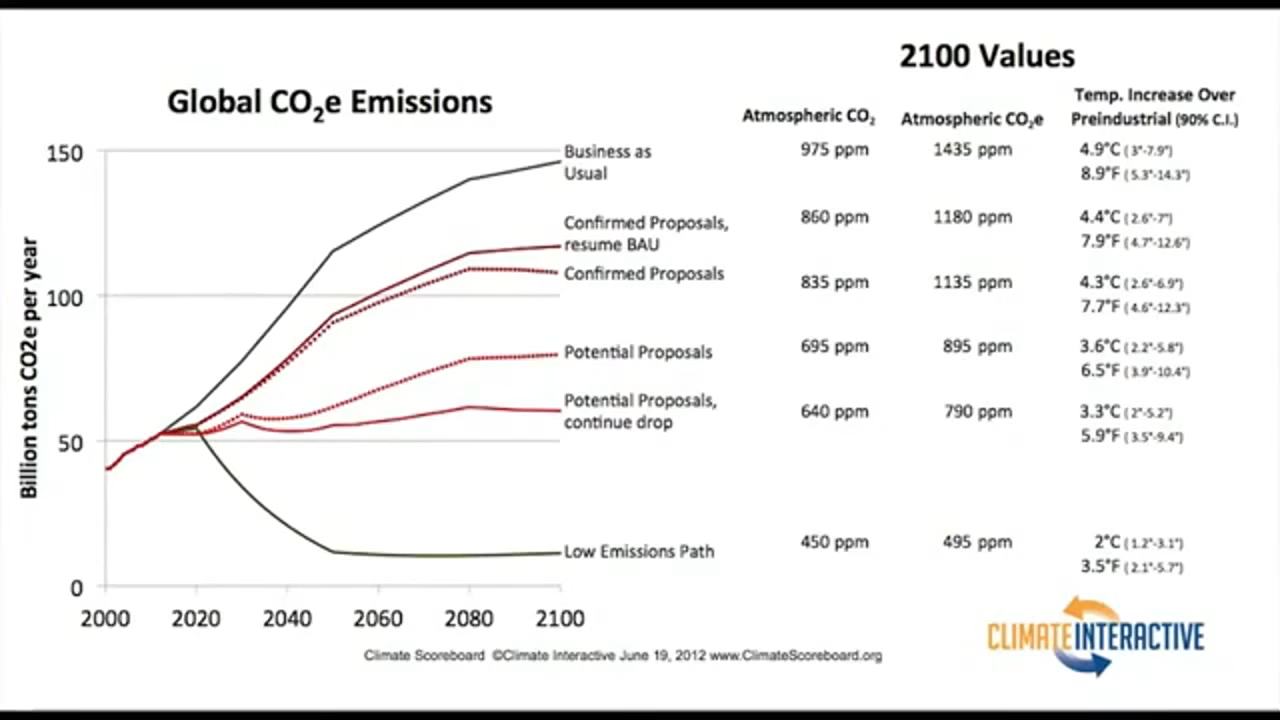 2100 Values
Global CO₂e Emissions
Atmospheric CO₂
Atmospheric CO₂e
Temp. Increase Over
Preindustrial (90% C.I.)
Billion tons CO2e per year
150
100
50
0
2000 2020 2040 2060 2080 2100
Business as
Usual
975 ppm 1435 ppm 4.9°C ( 3°-7.9°)
8.9°F ( 5.3°-14.3°)
Confirmed Proposals,
resume BAU
860 ppm 1180 ppm 4.4°C ( 2.6°-7°)
7.9°F ( 4.7°-12.6°)
Confirmed Proposals
835 ppm 1135 ppm 4.3°C ( 2.6°-6.9°)
7.7°F ( 4.6°-12.3°)
Potential Proposals
695 ppm 895 ppm 3.6°C ( 2.2°-5.8°)
6.5°F ( 3.9°-10.4°)
Potential Proposals,
continue drop
640 ppm 790 ppm 3.3°C ( 2°-5.2°)
5.9°F ( 3.5°-9.4°)
Low Emissions Path
450 ppm 495 ppm 2°C ( 1.2°-3.1°)
3.5°F ( 2.1°-5.7°)
CLIMATEINTERACTIVE
Climate Scoreboard ©Climate Interactive June 19, 2012 www.ClimateScoreboard.org